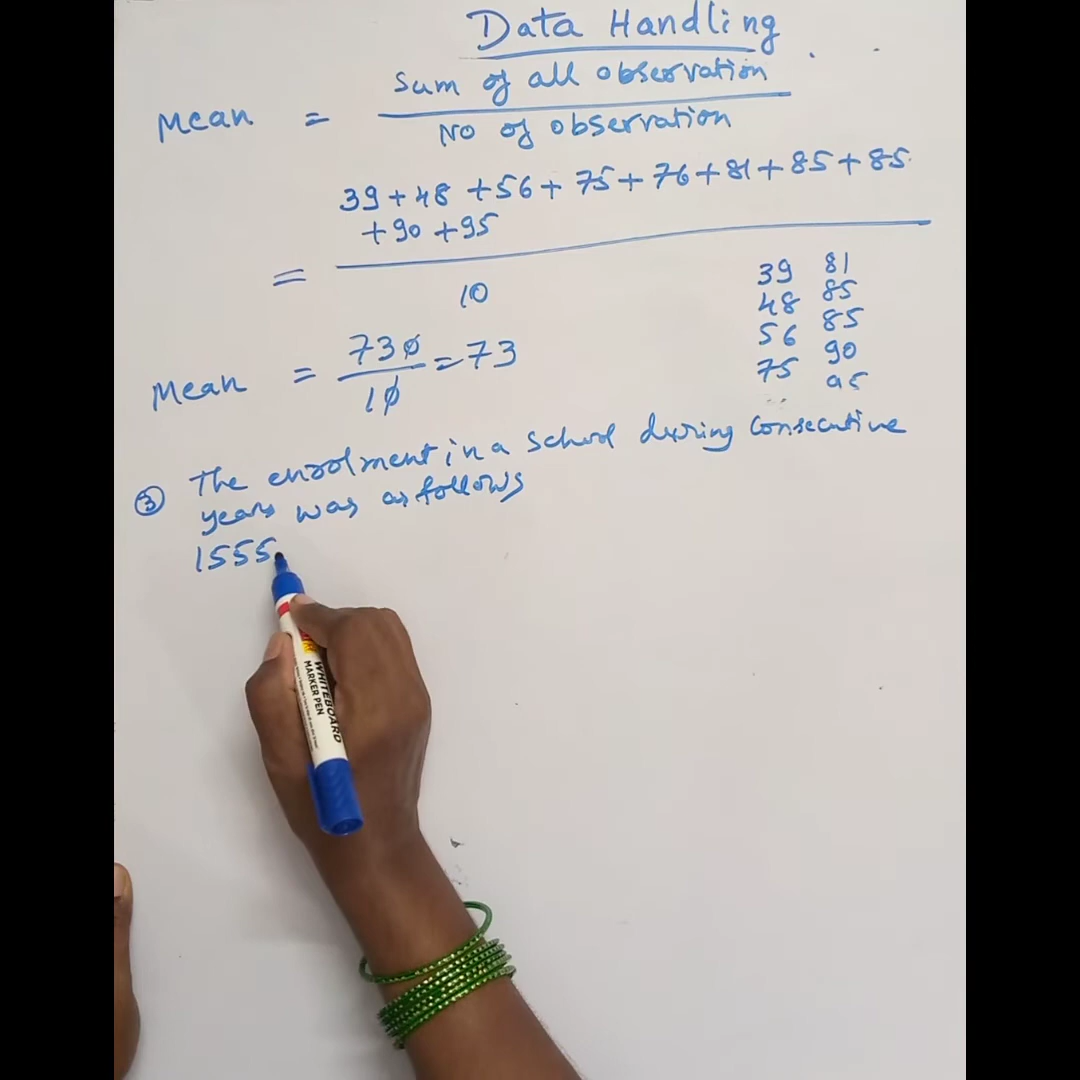 Data Handling
Mean = Sum of all observation
No of observation
= 39 + 48 + 56 + 75 + 76 + 81 + 85 + 85
+ 90 + 95
10
39 81
48 85
56 85
75 90
95
Mean = 730 = 73
10
③ The enrolment in a School during Consecutive
years was as follows
1555
WHITEBOARD
MARKER PEN